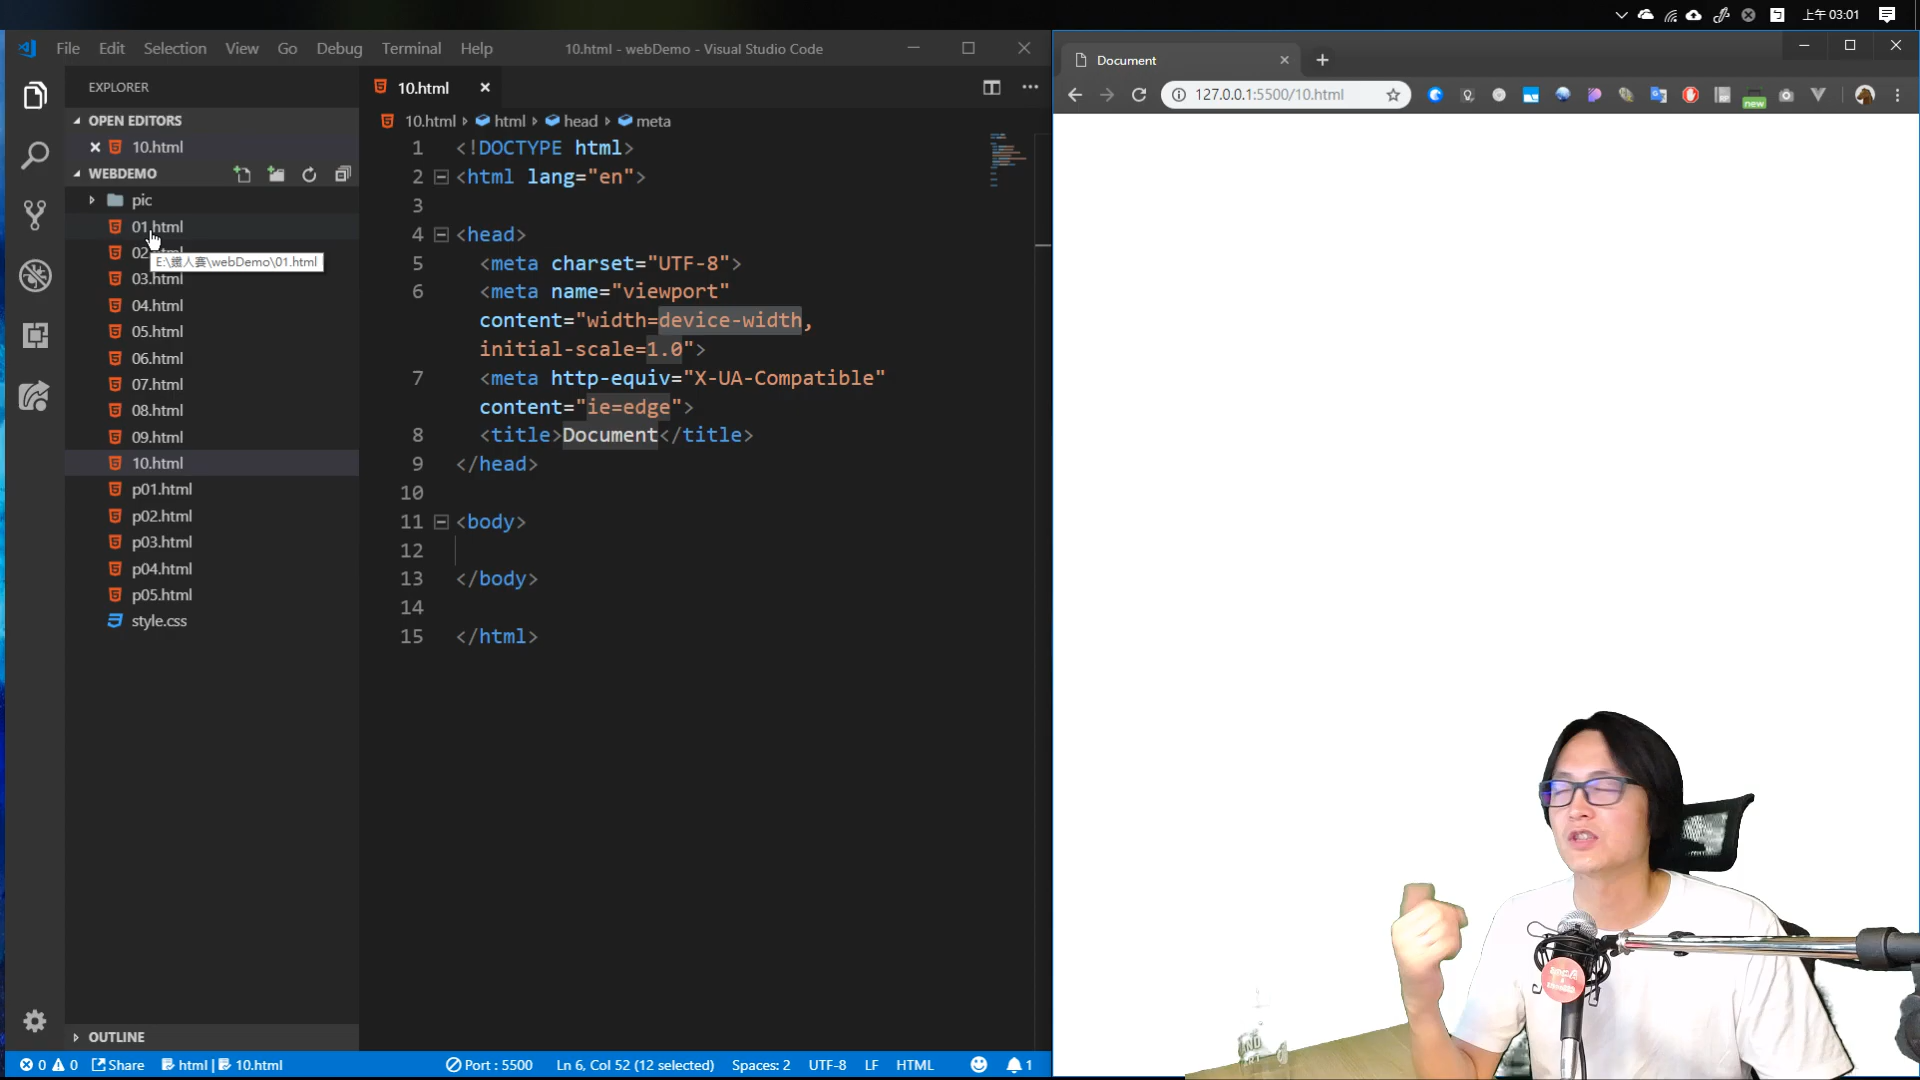 上午 03:01
File Edit Selection View Go Debug Terminal Help
10.html - webDemo - Visual Studio Code
EXPLORER
OPEN EDITORS
10.html
WEBDEMO
pic
01.html
02.html
E:\鐵人賽\webDemo\01.html
03.html
04.html
05.html
06.html
07.html
08.html
09.html
10.html
p01.html
p02.html
p03.html
p04.html
p05.html
style.css
OUTLINE
10.html
10.html › html › head › meta
1 <!DOCTYPE html>
2 <html lang="en">
3
4 <head>
5 <meta charset="UTF-8">
6 <meta name="viewport"
content="width=device-width,
initial-scale=1.0">
7 <meta http-equiv="X-UA-Compatible"
content="ie=edge">
8 <title>Document</title>
9 </head>
10
11 <body>
12
13 </body>
14
15 </html>
0 0 Share html | 10.html Port : 5500 Ln 6, Col 52 (12 selected) Spaces: 2 UTF-8 LF HTML 1
Document
127.0.0.1:5500/10.html
new